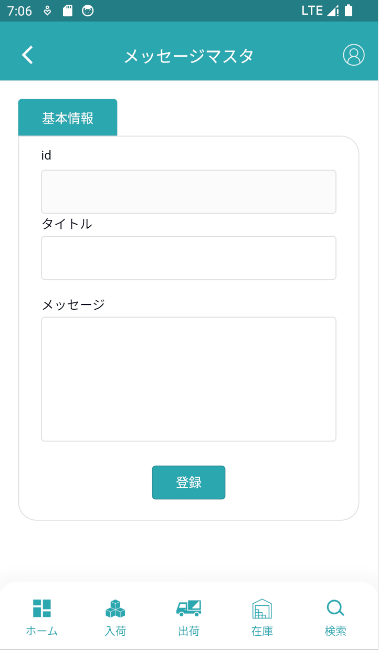 7:06 LTE
メッセージマスタ
基本情報
id
タイトル
メッセージ
登録
ホーム 入荷 出荷 在庫 検索